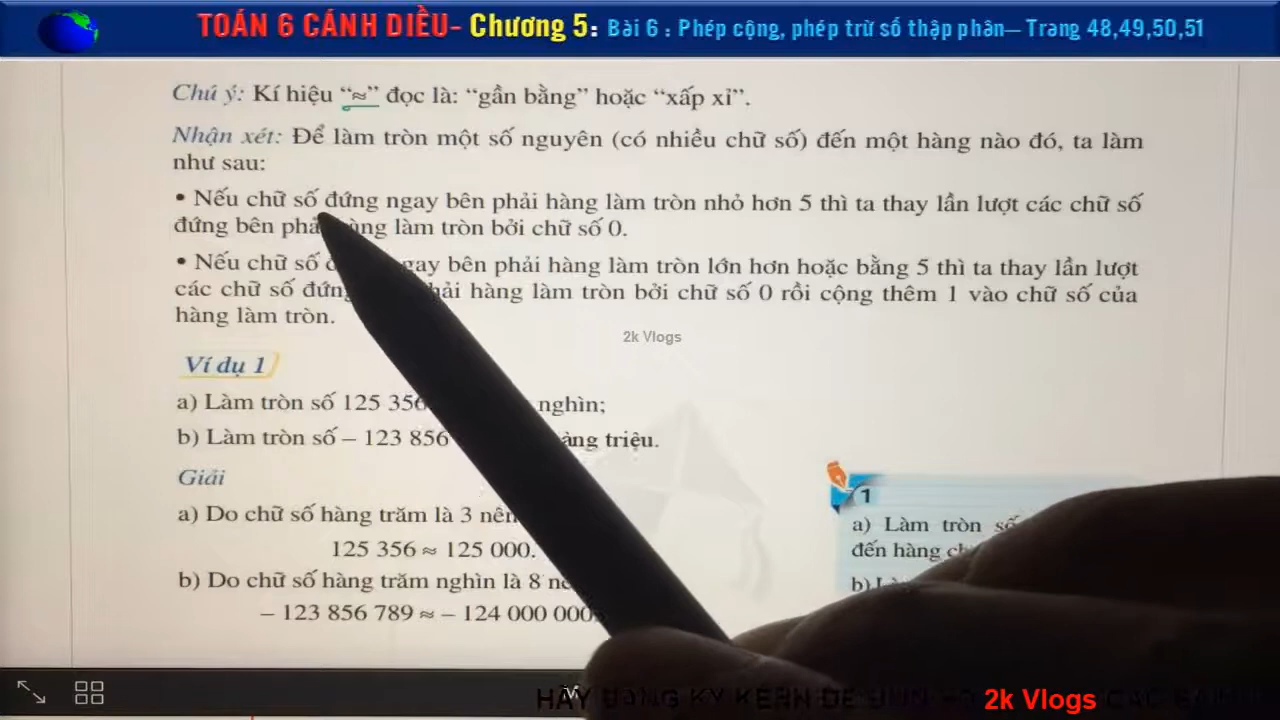 TOÁN 6 CÁNH DIỀU- Chương 5: Bài 6 : Phép cộng, phép trừ số thập phân– Trang 48,49,50,51
Chú ý: Kí hiệu “≈” đọc là: “gần bằng” hoặc “xấp xỉ”.
Nhận xét: Để làm tròn một số nguyên (có nhiều chữ số) đến một hàng nào đó, ta làm
như sau:
• Nếu chữ số đứng ngay bên phải hàng làm tròn nhỏ hơn 5 thì ta thay lần lượt các chữ số
đứng bên làm tròn bởi chữ số 0.
• Nếu chữ số bên phải hàng làm tròn lớn hơn hoặc bằng 5 thì ta thay lần lượt
các chữ số hàng làm tròn bởi chữ số 0 rồi cộng thêm 1 vào chữ số của
hàng làm tròn.
2k Vlogs
Ví dụ 1
a) Làm tròn số 125 356 nghìn;
b) Làm tròn số – 123 856 triệu.
Giải
1
a) Do chữ số hàng trăm là 3
a) Làm tròn
125 356 ≈ 125 000.
đến hàng
b) Do chữ số hàng trăm nghìn là 8
b)
– 123 856 789 ≈ – 124 000 000
2k Vlogs